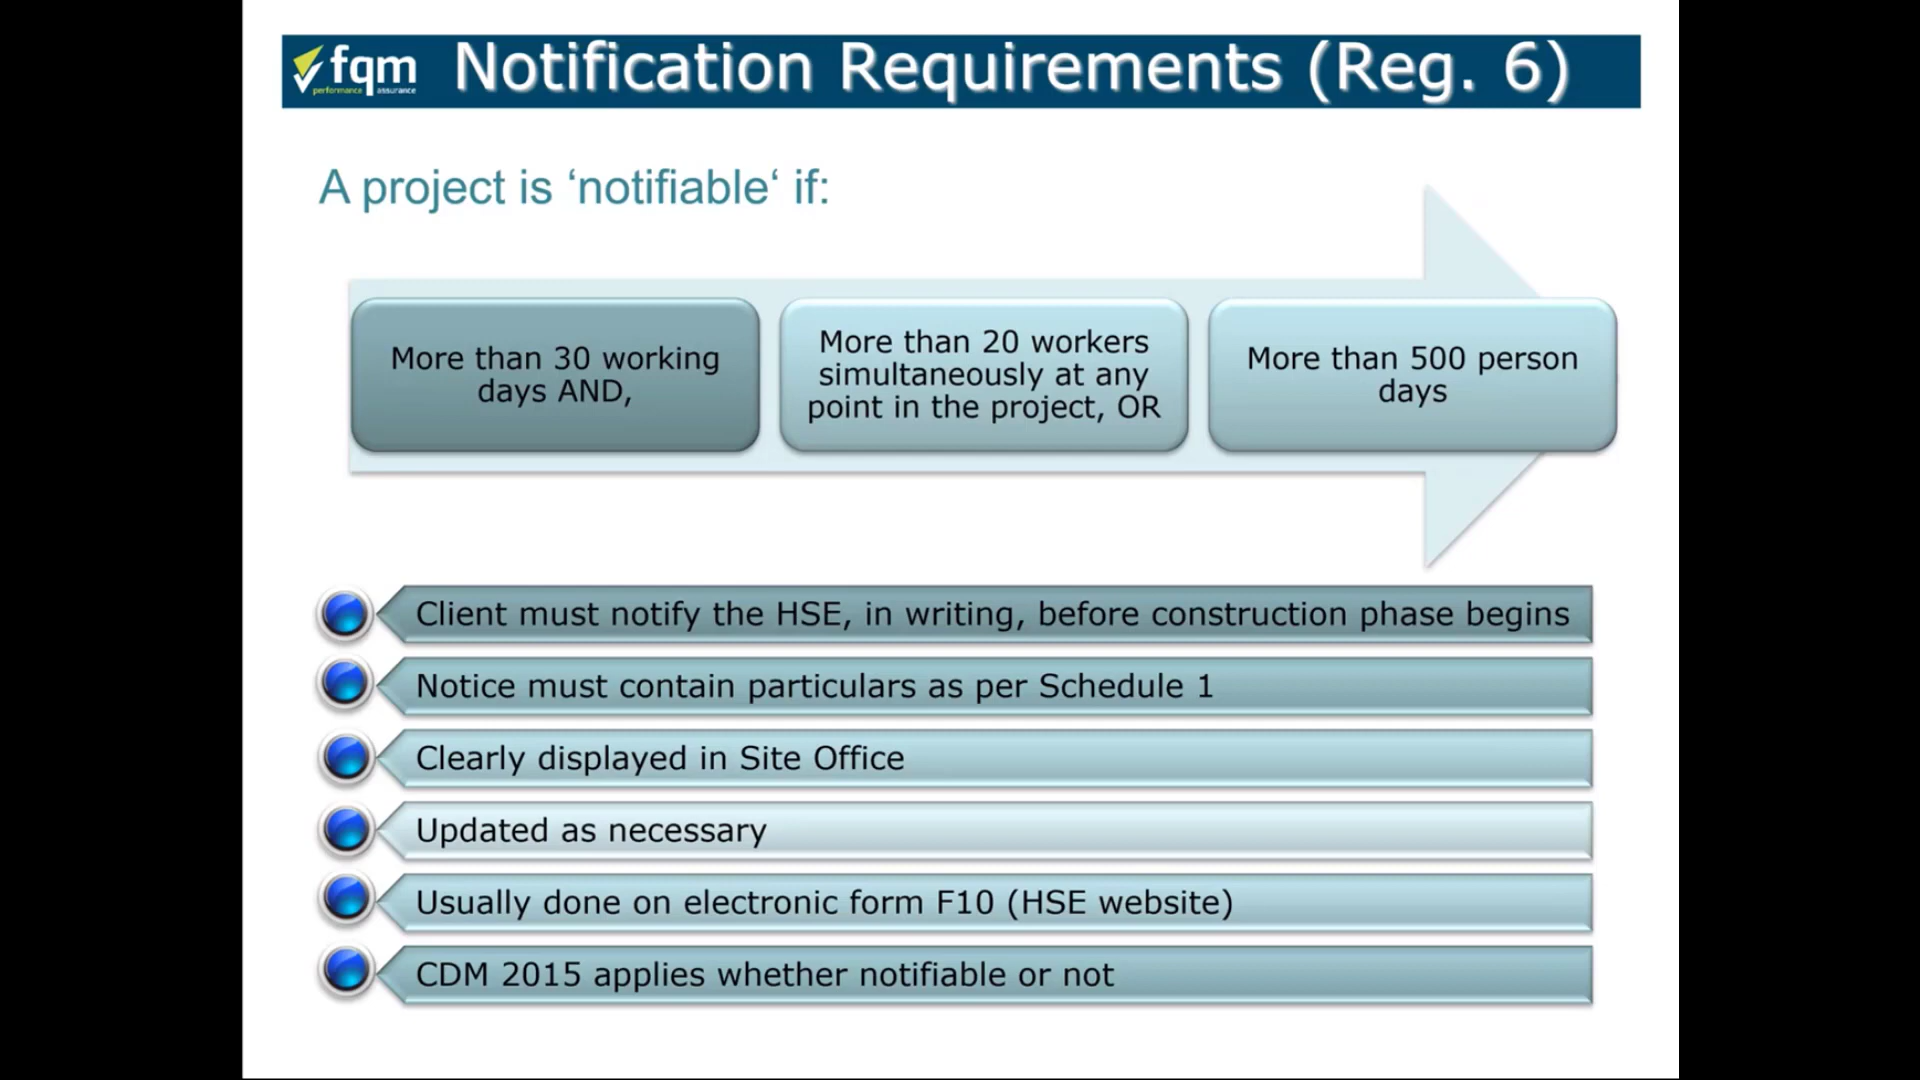 fqm
performance assurance
Notification Requirements (Reg. 6)
A project is ‘notifiable‘ if:
More than 30 working
days AND,
More than 20 workers
simultaneously at any
point in the project, OR
More than 500 person
days
Client must notify the HSE, in writing, before construction phase begins
Notice must contain particulars as per Schedule 1
Clearly displayed in Site Office
Updated as necessary
Usually done on electronic form F10 (HSE website)
CDM 2015 applies whether notifiable or not